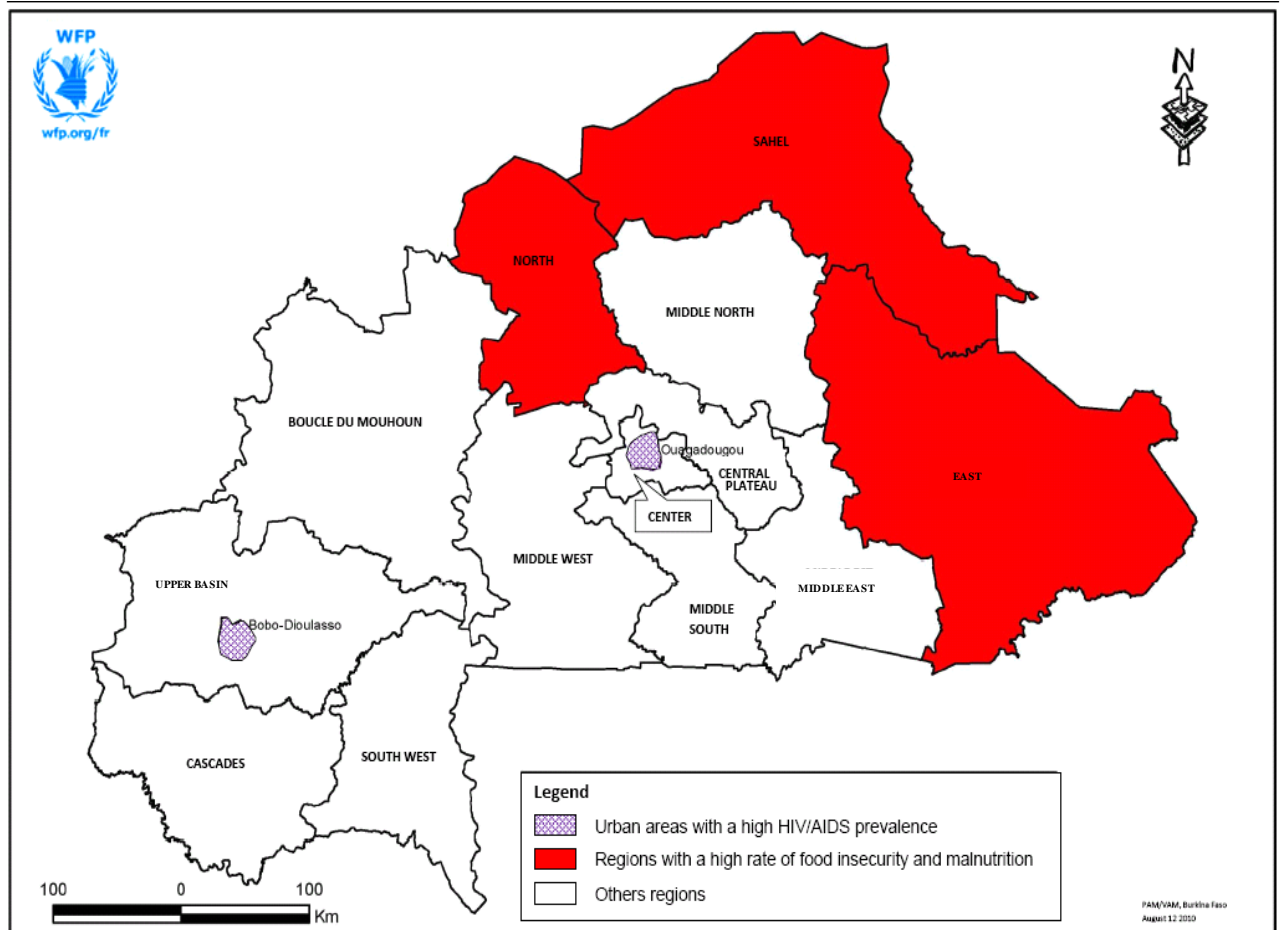 WFP
wfp.org/fr
N
SAHEL
NORTH
MIDDLE NORTH
BOUCLE DU MOUHOUN
Ouagadougou
CENTRAL
PLATEAU
EAST
CENTER
MIDDLE WEST
UPPER BASIN
MIDDLE EAST
MIDDLE
SOUTH
Bobo-Dioulasso
SOUTH WEST
CASCADES
Legend
Urban areas with a high HIV/AIDS prevalence
Regions with a high rate of food insecurity and malnutrition
Others regions
100 0 100
Km
PAM/VAM, Burkina Faso
August 12 2010